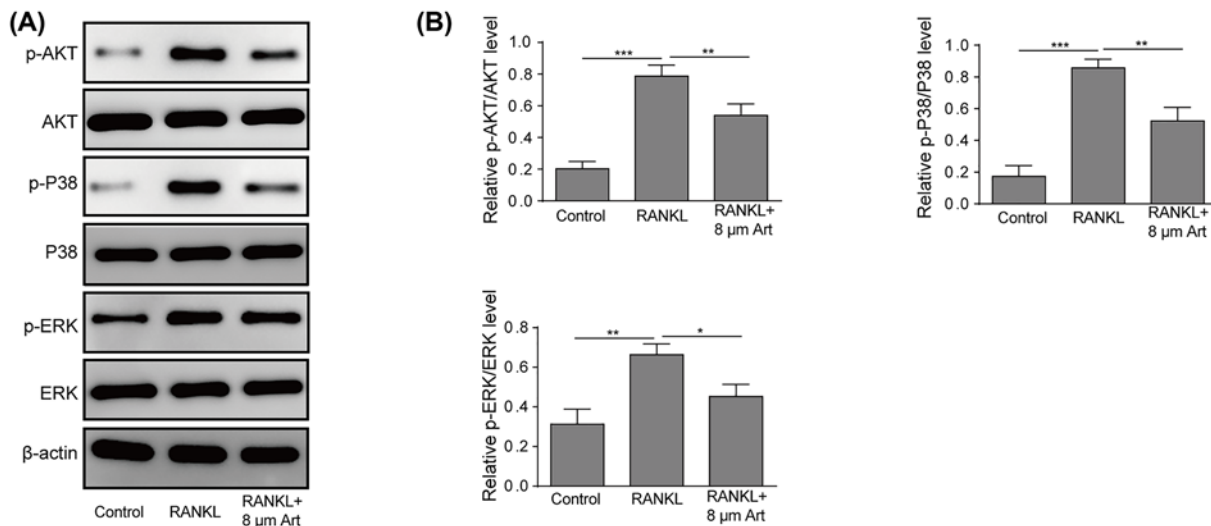 (A)
p-AKT
AKT
p-P38
P38
p-ERK
ERK
β-actin
Control RANKL RANKL+
8 μm Art
(B)
Relative p-AKT/AKT level
1.0
0.8
0.6
0.4
0.2
0.0
*** **
Control RANKL RANKL+
8 μm Art
Relative p-P38/P38 level
1.0
0.8
0.6
0.4
0.2
0.0
*** **
Control RANKL RANKL+
8 μm Art
Relative p-ERK/ERK level
0.8
0.6
0.4
0.2
0.0
** *
Control RANKL RANKL+
8 μm Art